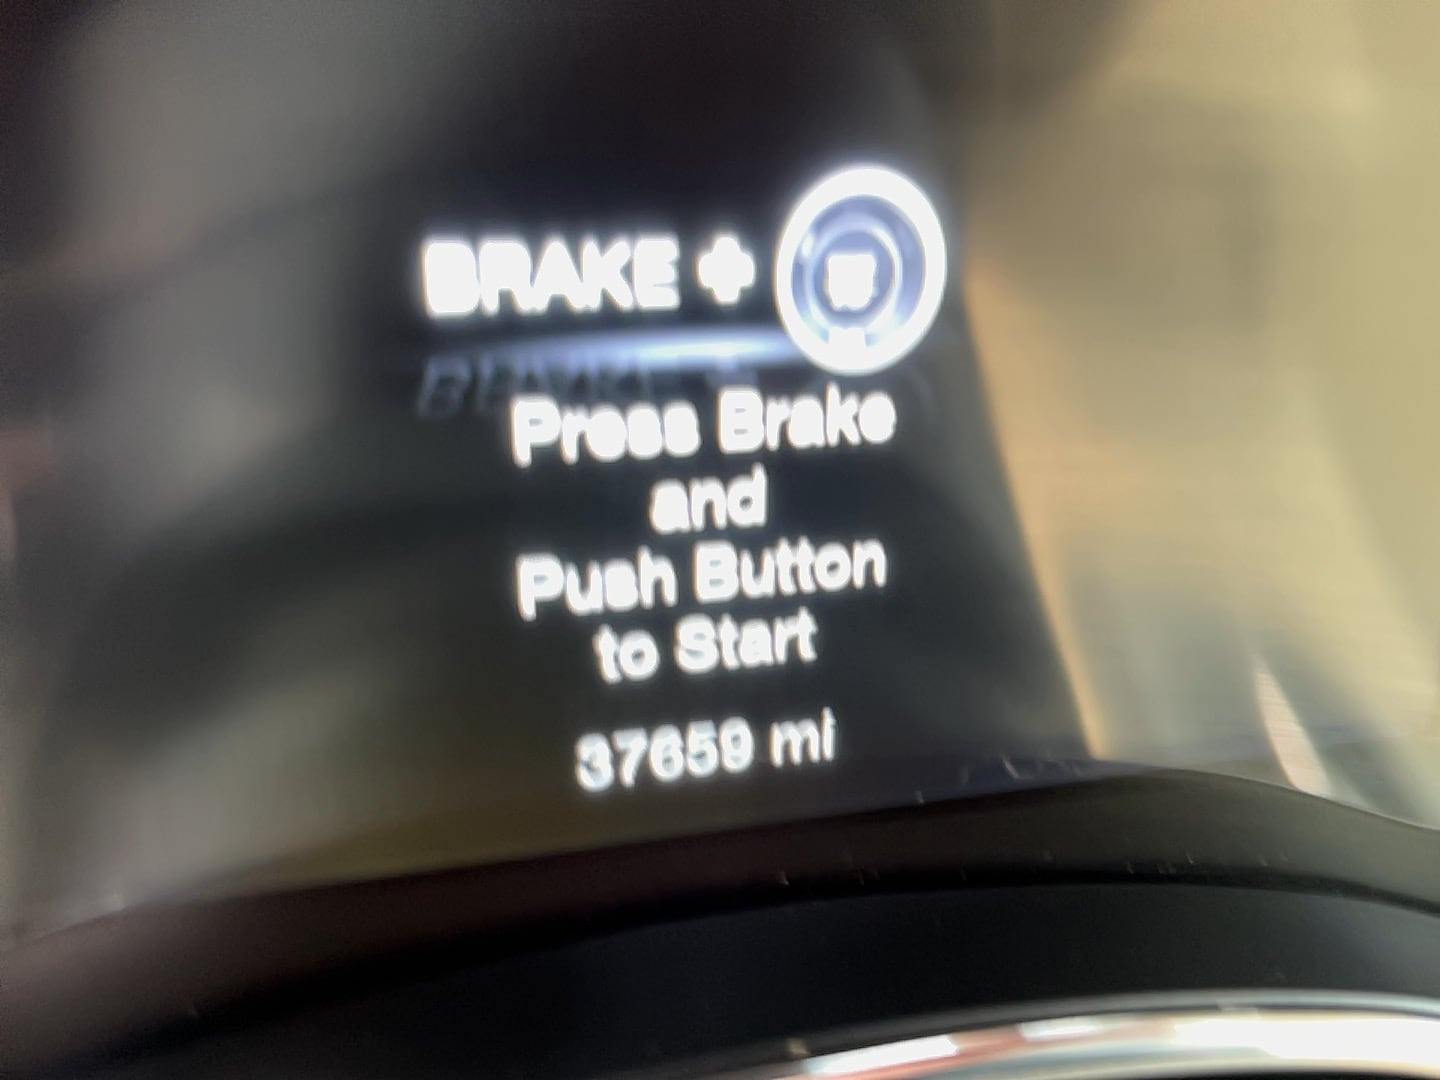 BRAKE +
Press Brake
and
Push Button
to Start
37659 mi